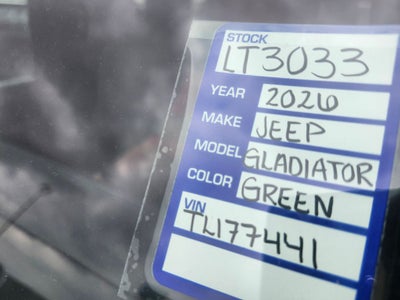 STOCK
LT3033
YEAR 2026
MAKE JEEP
MODEL GLADIATOR
COLOR GREEN
VIN
TL177441